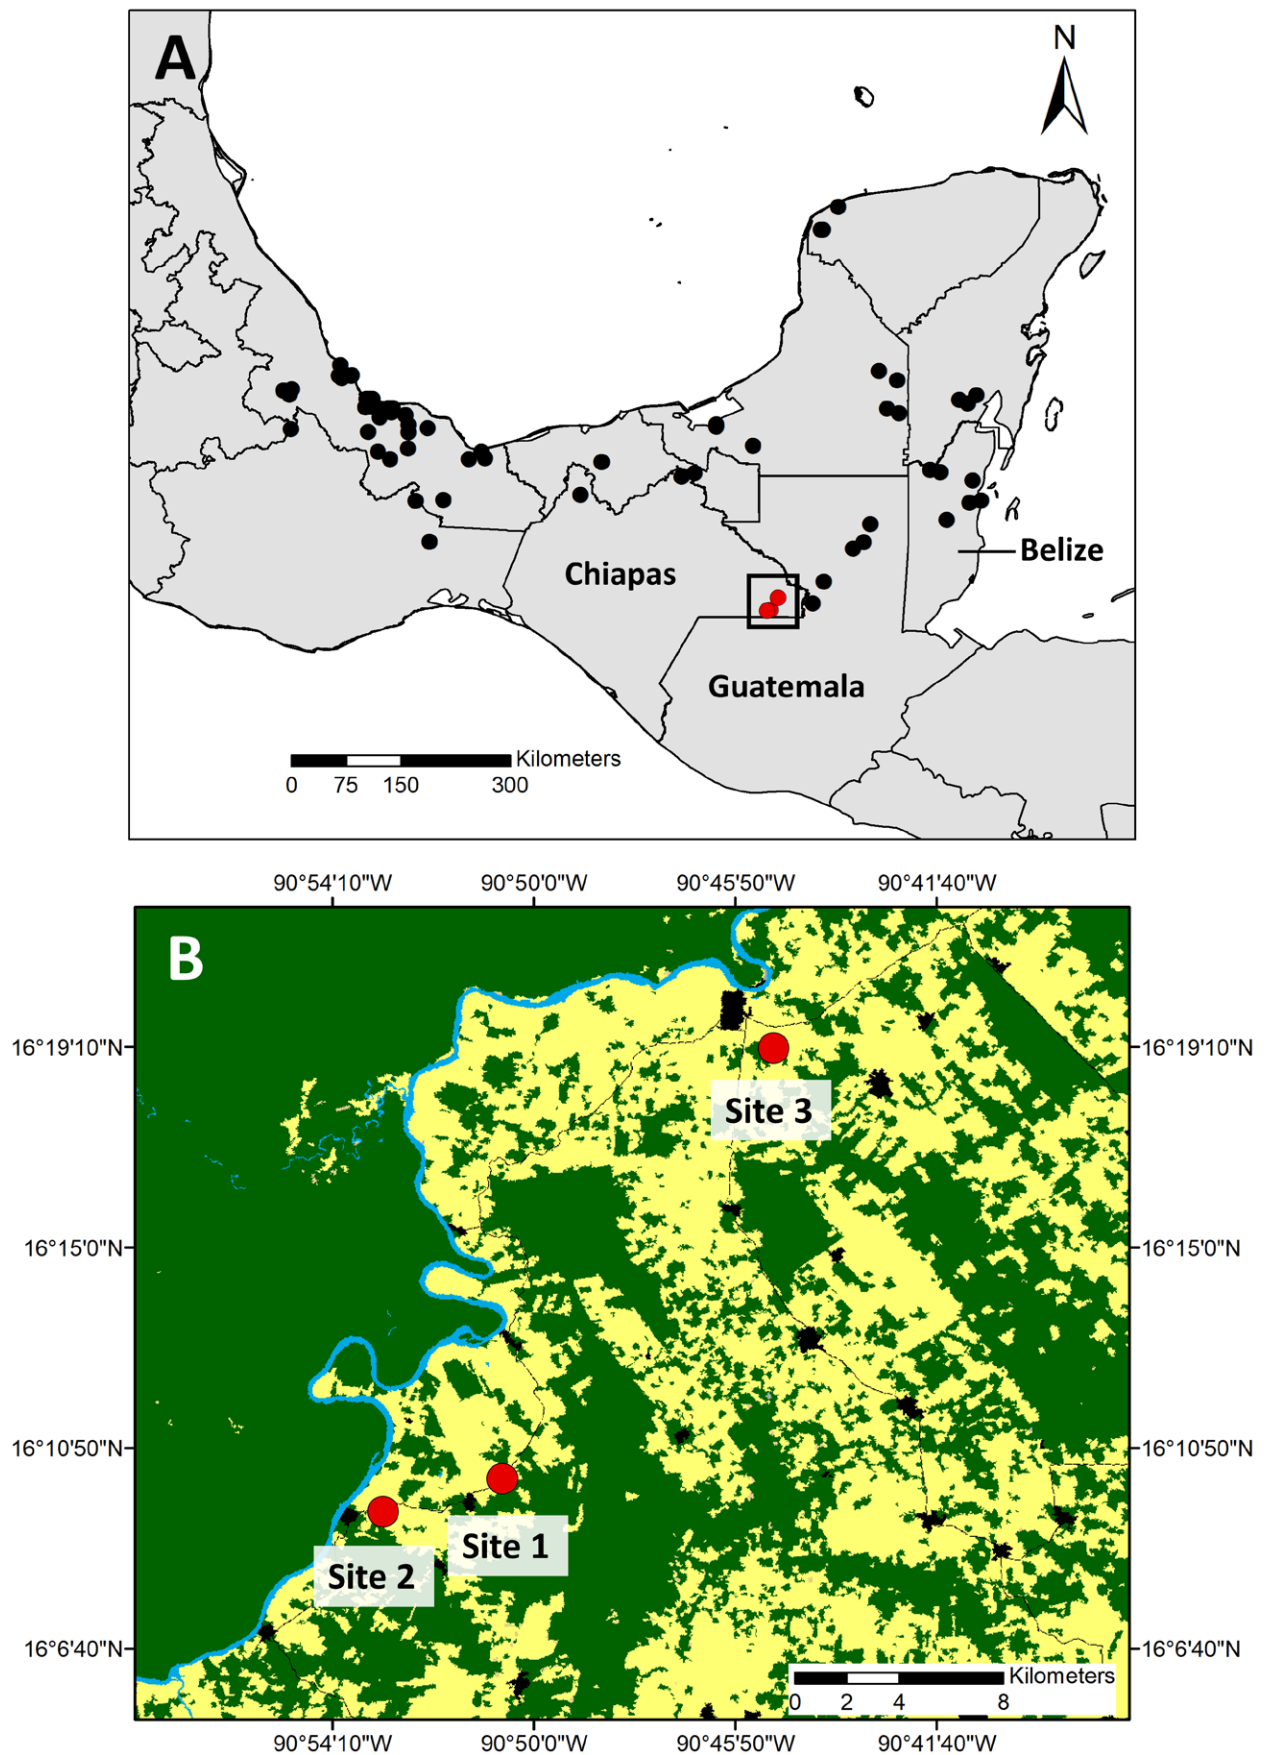 A
N
Chiapas
Belize
Guatemala
Kilometers
0 75 150 300
90°54'10"W 90°50'0"W 90°45'50"W 90°41'40"W
B
16°19'10"N 16°19'10"N
Site 3
16°15'0"N 16°15'0"N
16°10'50"N 16°10'50"N
Site 1
Site 2
16°6'40"N 16°6'40"N
Kilometers
0 2 4 8
90°54'10"W 90°50'0"W 90°45'50"W 90°41'40"W